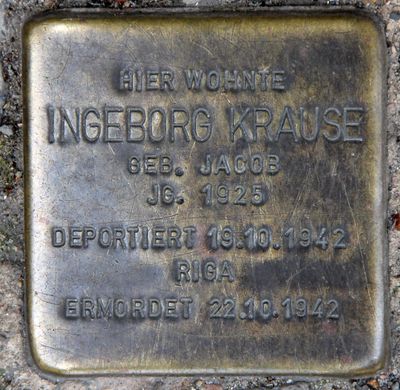 HIER WOHNTE
INGEBORG KRAUSE
GEB. JACOB
JG. 1925
DEPORTIERT 19.10.1942
RIGA
ERMORDET 22.10.1942